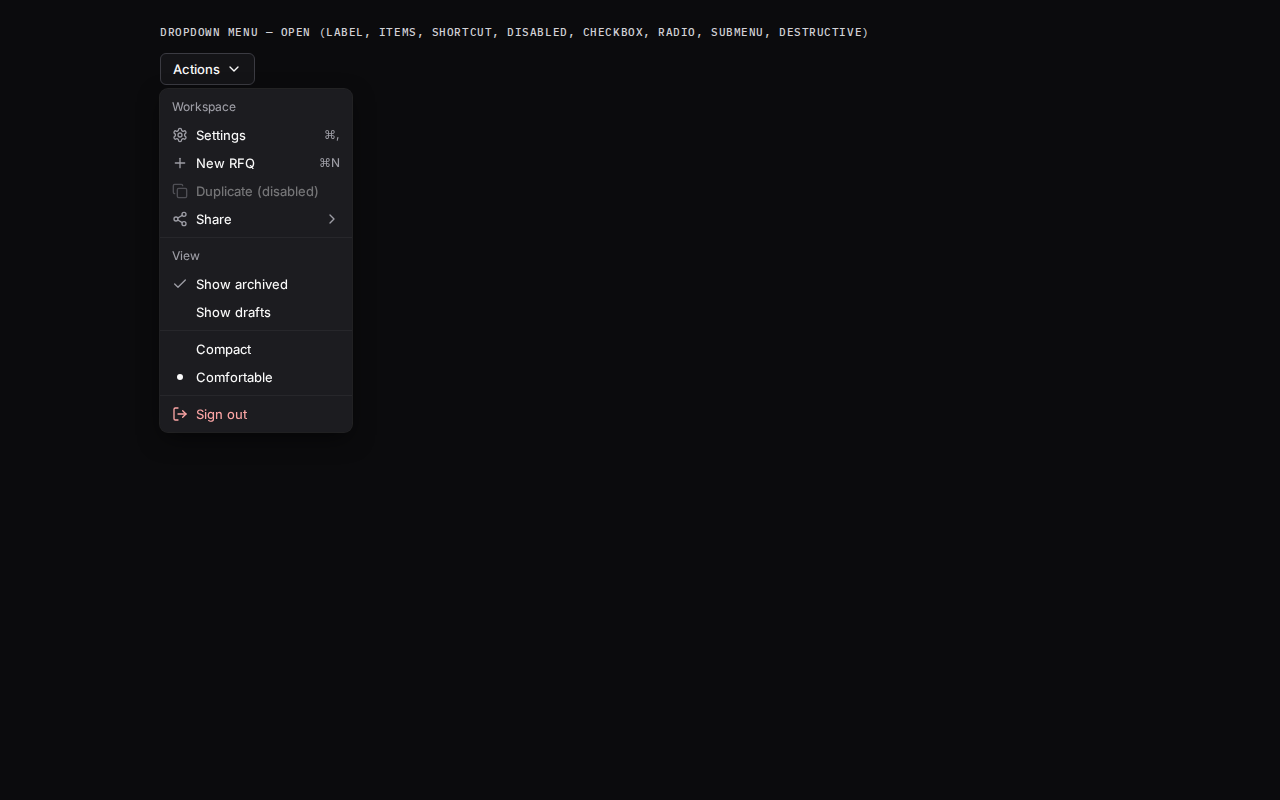 DROPDOWN MENU — OPEN (LABEL, ITEMS, SHORTCUT, DISABLED, CHECKBOX, RADIO, SUBMENU, DESTRUCTIVE)
Actions
Workspace
Settings ⌘,
New RFQ ⌘N
Duplicate (disabled)
Share
View
Show archived
Show drafts
Compact
Comfortable
Sign out